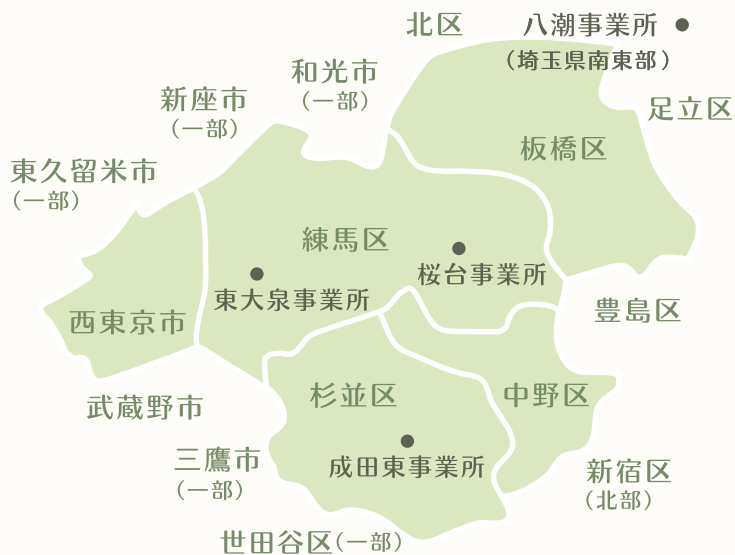 北区
八潮事業所
（埼玉県南東部）
和光市
（一部）
新座市
（一部）
足立区
東久留米市
（一部）
板橋区
練馬区
桜台事業所
東大泉事業所
西東京市
豊島区
武蔵野市
杉並区
中野区
三鷹市
（一部）
成田東事業所
新宿区
（北部）
世田谷区（一部）